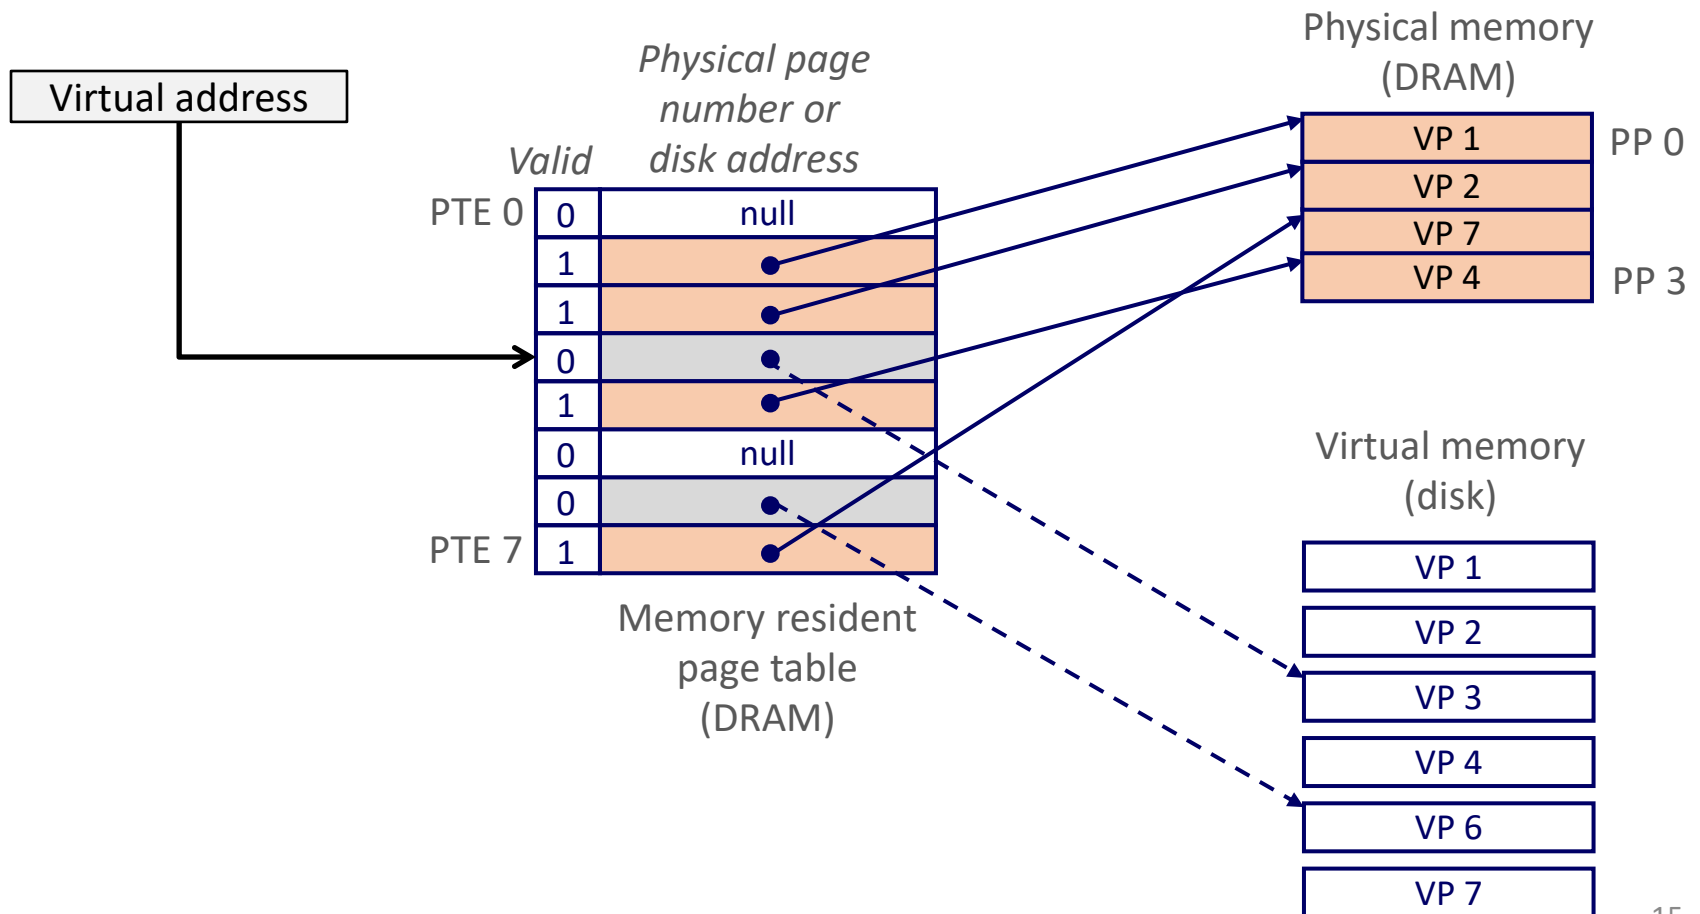 Virtual address
Physical page
number or
disk address
Valid
PTE 0
0
null
1
1
0
1
0
null
0
PTE 7
1
Memory resident
page table
(DRAM)
Physical memory
(DRAM)
VP 1
PP 0
VP 2
VP 7
VP 4
PP 3
Virtual memory
(disk)
VP 1
VP 2
VP 3
VP 4
VP 6
VP 7
15